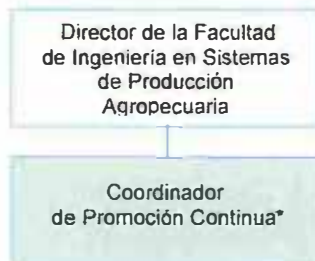 Director de la Facultad
de Ingeniería en Sistemas
de Producción
Agropecuaria
Coordinador
de Promoción Continua*